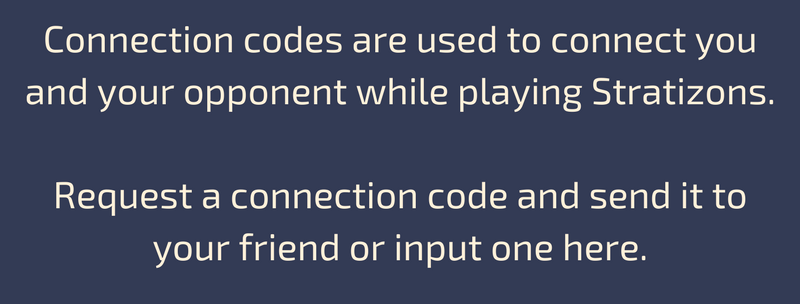 Connection codes are used to connect you
and your opponent while playing Stratizons.
Request a connection code and send it to
your friend or input one here.